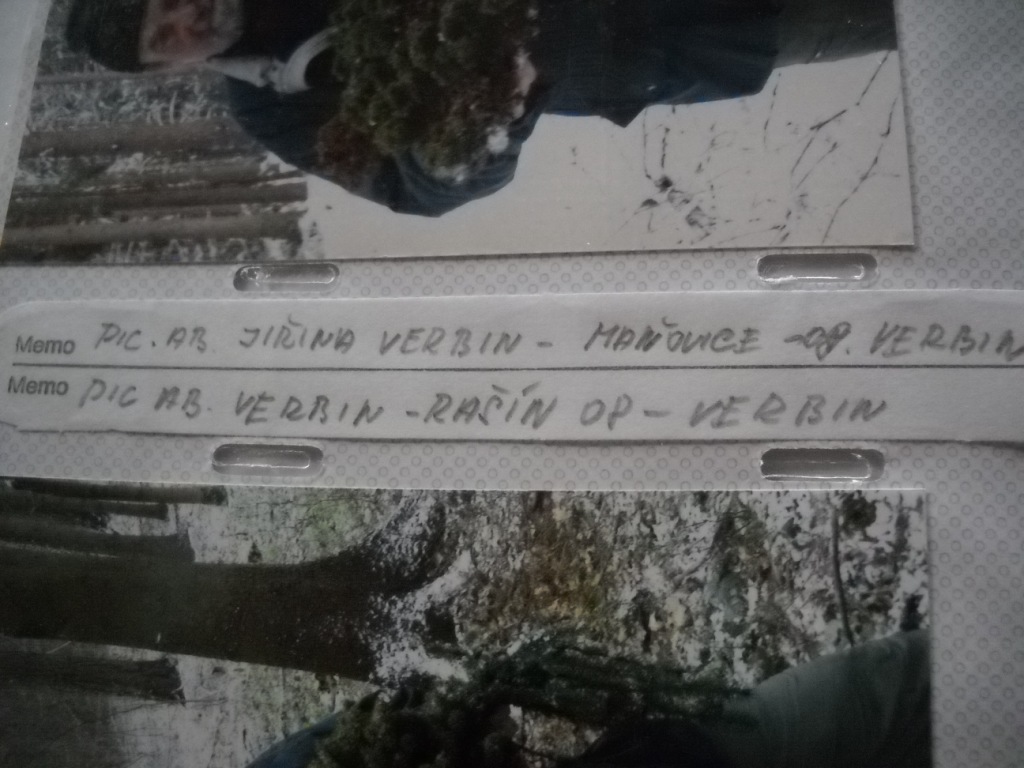 Memo PIC. AB. JIŘINA VERBIN - MAŇOVICE - OP. VERBIN
Memo PIC AB. VERBIN - RAŠÍN OP - VERBIN